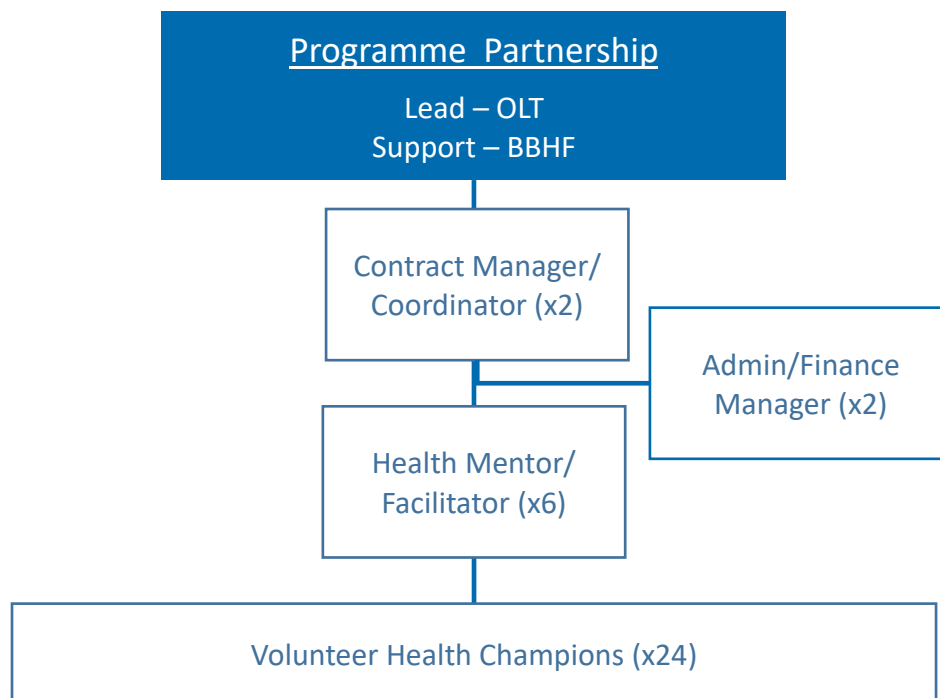 Programme Partnership
Lead – OLT
Support – BBHF
Contract Manager/
Coordinator (x2)
Admin/Finance
Manager (x2)
Health Mentor/
Facilitator (x6)
Volunteer Health Champions (x24)